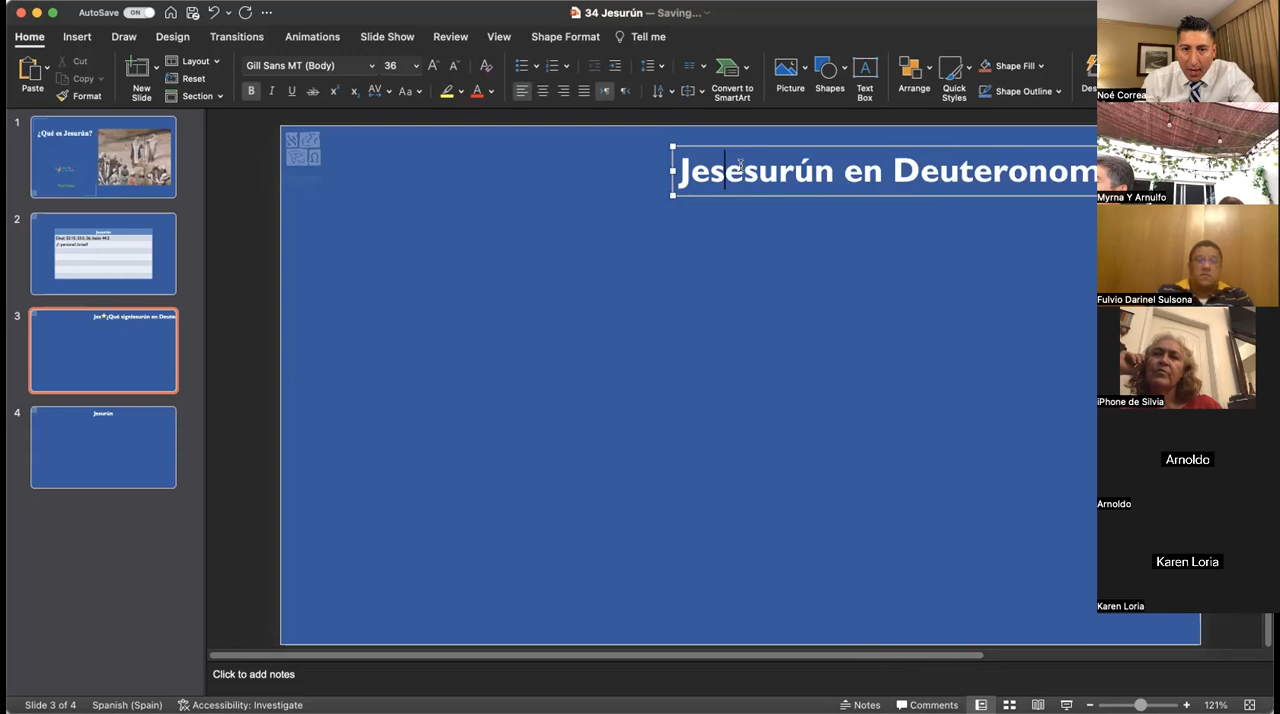 AutoSave ON
34 Jesurún — Saving...
Home Insert Draw Design Transitions Animations Slide Show Review View Shape Format Tell me
Paste
Cut
Copy
Format
New Slide
Layout
Reset
Section
Gill Sans MT (Body) 36
Convert to SmartArt
Picture
Shapes
Text Box
Arrange
Quick Styles
Shape Fill
Shape Outline
1
¿Qué es Jesurún?
2
Jesurún
3
4
Jesurún
Jesesurún en Deuteronom
Noé Correa
Myrna Y Arnulfo
Fulvio Darinel Sulsona
iPhone de Silvia
Arnoldo
Arnoldo
Karen Loria
Karen Loria
Click to add notes
Slide 3 of 4 Spanish (Spain) Accessibility: Investigate Notes Comments 121%